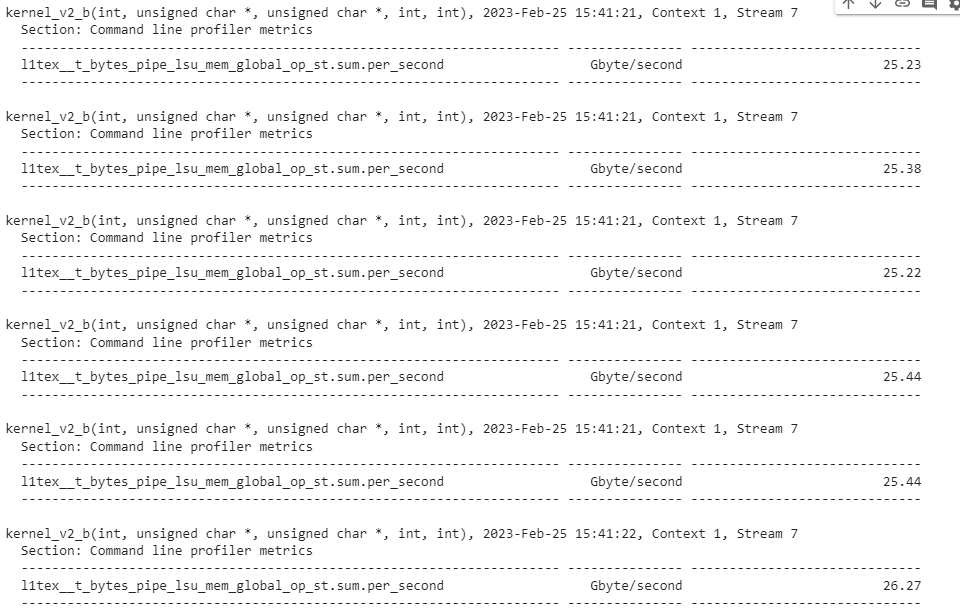 kernel_v2_b(int, unsigned char *, unsigned char *, int, int), 2023-Feb-25 15:41:21, Context 1, Stream 7
Section: Command line profiler metrics
---------------------------------------------------------------------- --------------- ------------------------------
l1tex__t_bytes_pipe_lsu_mem_global_op_st.sum.per_second Gbyte/second 25.23
---------------------------------------------------------------------- --------------- ------------------------------
kernel_v2_b(int, unsigned char *, unsigned char *, int, int), 2023-Feb-25 15:41:21, Context 1, Stream 7
Section: Command line profiler metrics
---------------------------------------------------------------------- --------------- ------------------------------
l1tex__t_bytes_pipe_lsu_mem_global_op_st.sum.per_second Gbyte/second 25.38
---------------------------------------------------------------------- --------------- ------------------------------
kernel_v2_b(int, unsigned char *, unsigned char *, int, int), 2023-Feb-25 15:41:21, Context 1, Stream 7
Section: Command line profiler metrics
---------------------------------------------------------------------- --------------- ------------------------------
l1tex__t_bytes_pipe_lsu_mem_global_op_st.sum.per_second Gbyte/second 25.22
---------------------------------------------------------------------- --------------- ------------------------------
kernel_v2_b(int, unsigned char *, unsigned char *, int, int), 2023-Feb-25 15:41:21, Context 1, Stream 7
Section: Command line profiler metrics
---------------------------------------------------------------------- --------------- ------------------------------
l1tex__t_bytes_pipe_lsu_mem_global_op_st.sum.per_second Gbyte/second 25.44
---------------------------------------------------------------------- --------------- ------------------------------
kernel_v2_b(int, unsigned char *, unsigned char *, int, int), 2023-Feb-25 15:41:21, Context 1, Stream 7
Section: Command line profiler metrics
---------------------------------------------------------------------- --------------- ------------------------------
l1tex__t_bytes_pipe_lsu_mem_global_op_st.sum.per_second Gbyte/second 25.44
---------------------------------------------------------------------- --------------- ------------------------------
kernel_v2_b(int, unsigned char *, unsigned char *, int, int), 2023-Feb-25 15:41:22, Context 1, Stream 7
Section: Command line profiler metrics
---------------------------------------------------------------------- --------------- ------------------------------
l1tex__t_bytes_pipe_lsu_mem_global_op_st.sum.per_second Gbyte/second 26.27
---------------------------------------------------------------------- --------------- ------------------------------